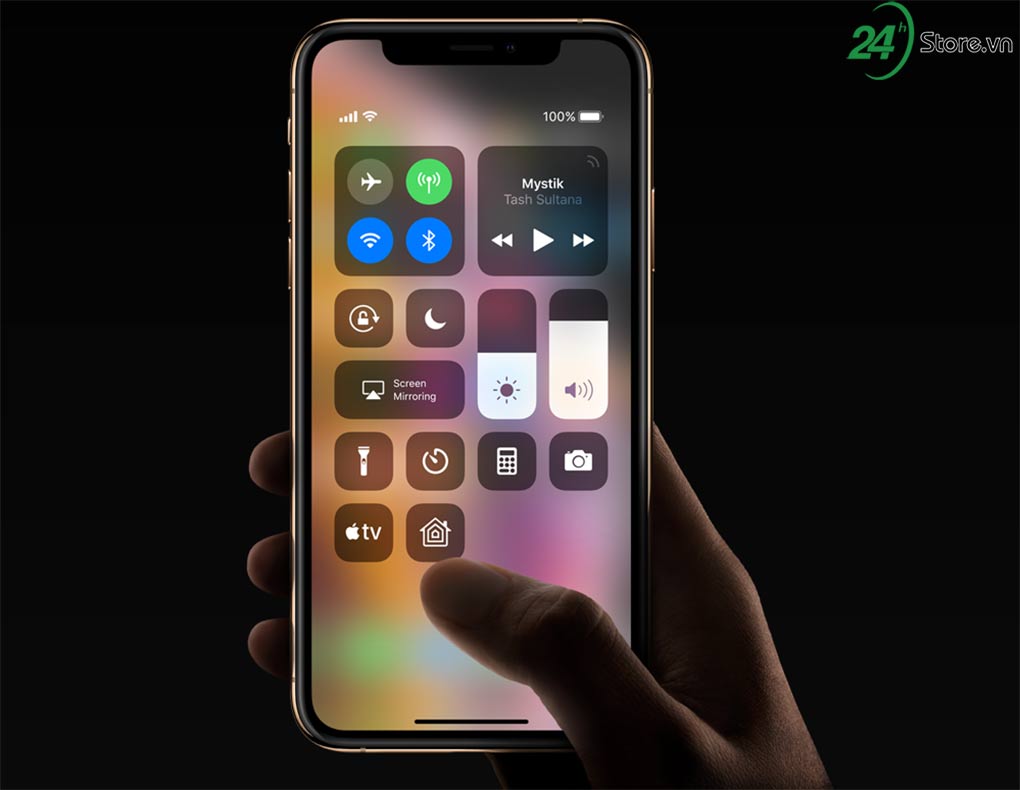 24h Store.vn
100%
Mystik
Tash Sultana
Screen
Mirroring
tv